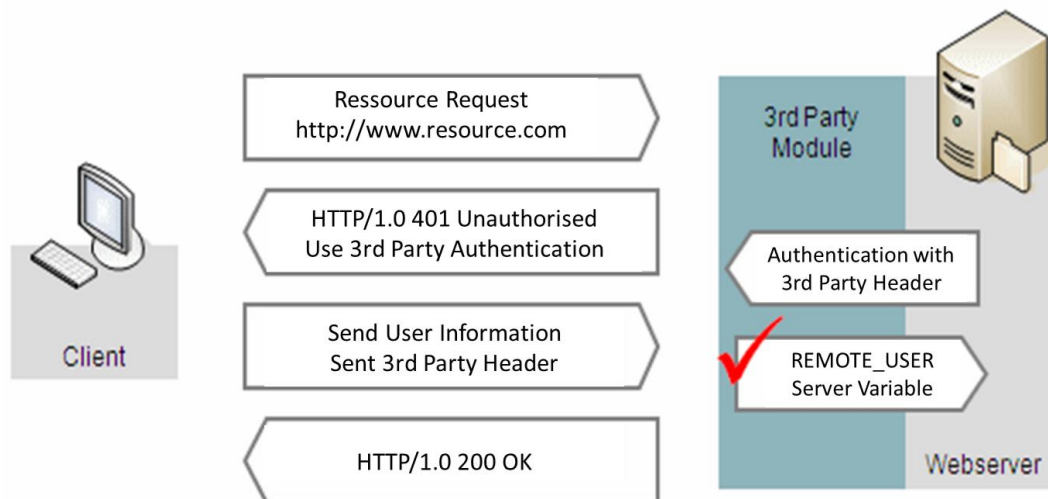 Ressource Request
http://www.resource.com
3rd Party
Module
HTTP/1.0 401 Unauthorised
Use 3rd Party Authentication
Authentication with
3rd Party Header
Send User Information
Sent 3rd Party Header
Client
REMOTE_USER
Server Variable
HTTP/1.0 200 OK
Webserver